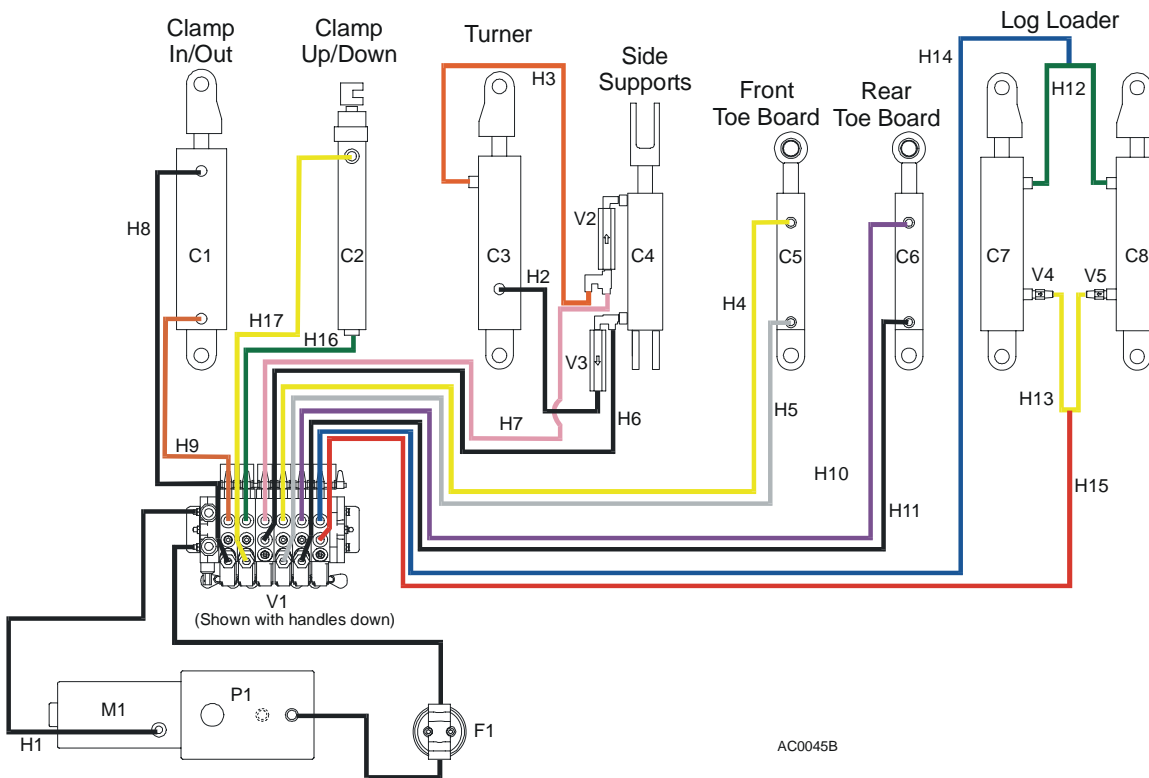 Clamp
In/Out
Clamp
Up/Down
Turner
Side
Supports
Front
Toe Board
Rear
Toe Board
Log Loader
H14
H3
H12
H8
C1
C2
C3
V2
C4
C5
C6
C7
C8
H2
V4
V5
H17
H16
H4
V3
H13
H5
H7
H6
H9
H10
H15
H11
V1
(Shown with handles down)
P1
M1
F1
H1
AC0045B